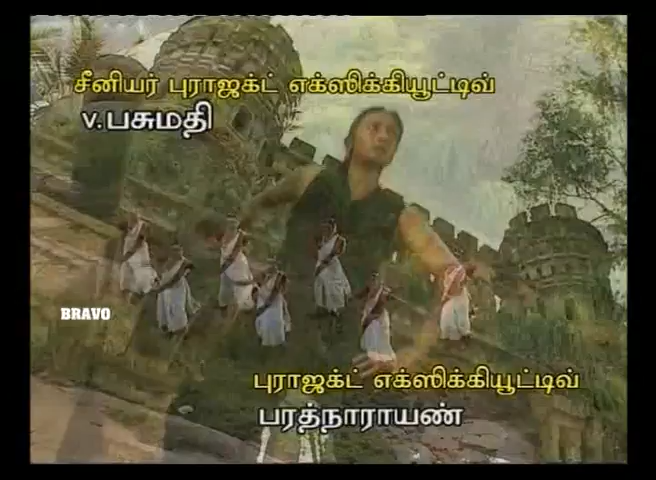 சீனியர் புராஜக்ட் எக்ஸிக்கியூட்டிவ்
V. பசுமதி
BRAVO
புராஜக்ட் எக்ஸிக்கியூட்டிவ்
பரத்நாராயண்